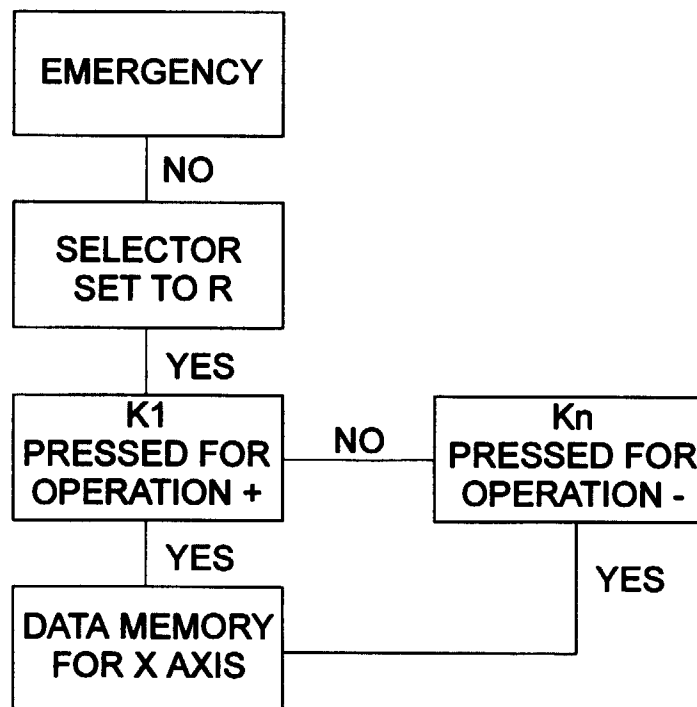 EMERGENCY
NO
SELECTOR
SET TO R
YES
K1
PRESSED FOR
OPERATION +
NO
Kn
PRESSED FOR
OPERATION -
YES
YES
DATA MEMORY
FOR X AXIS